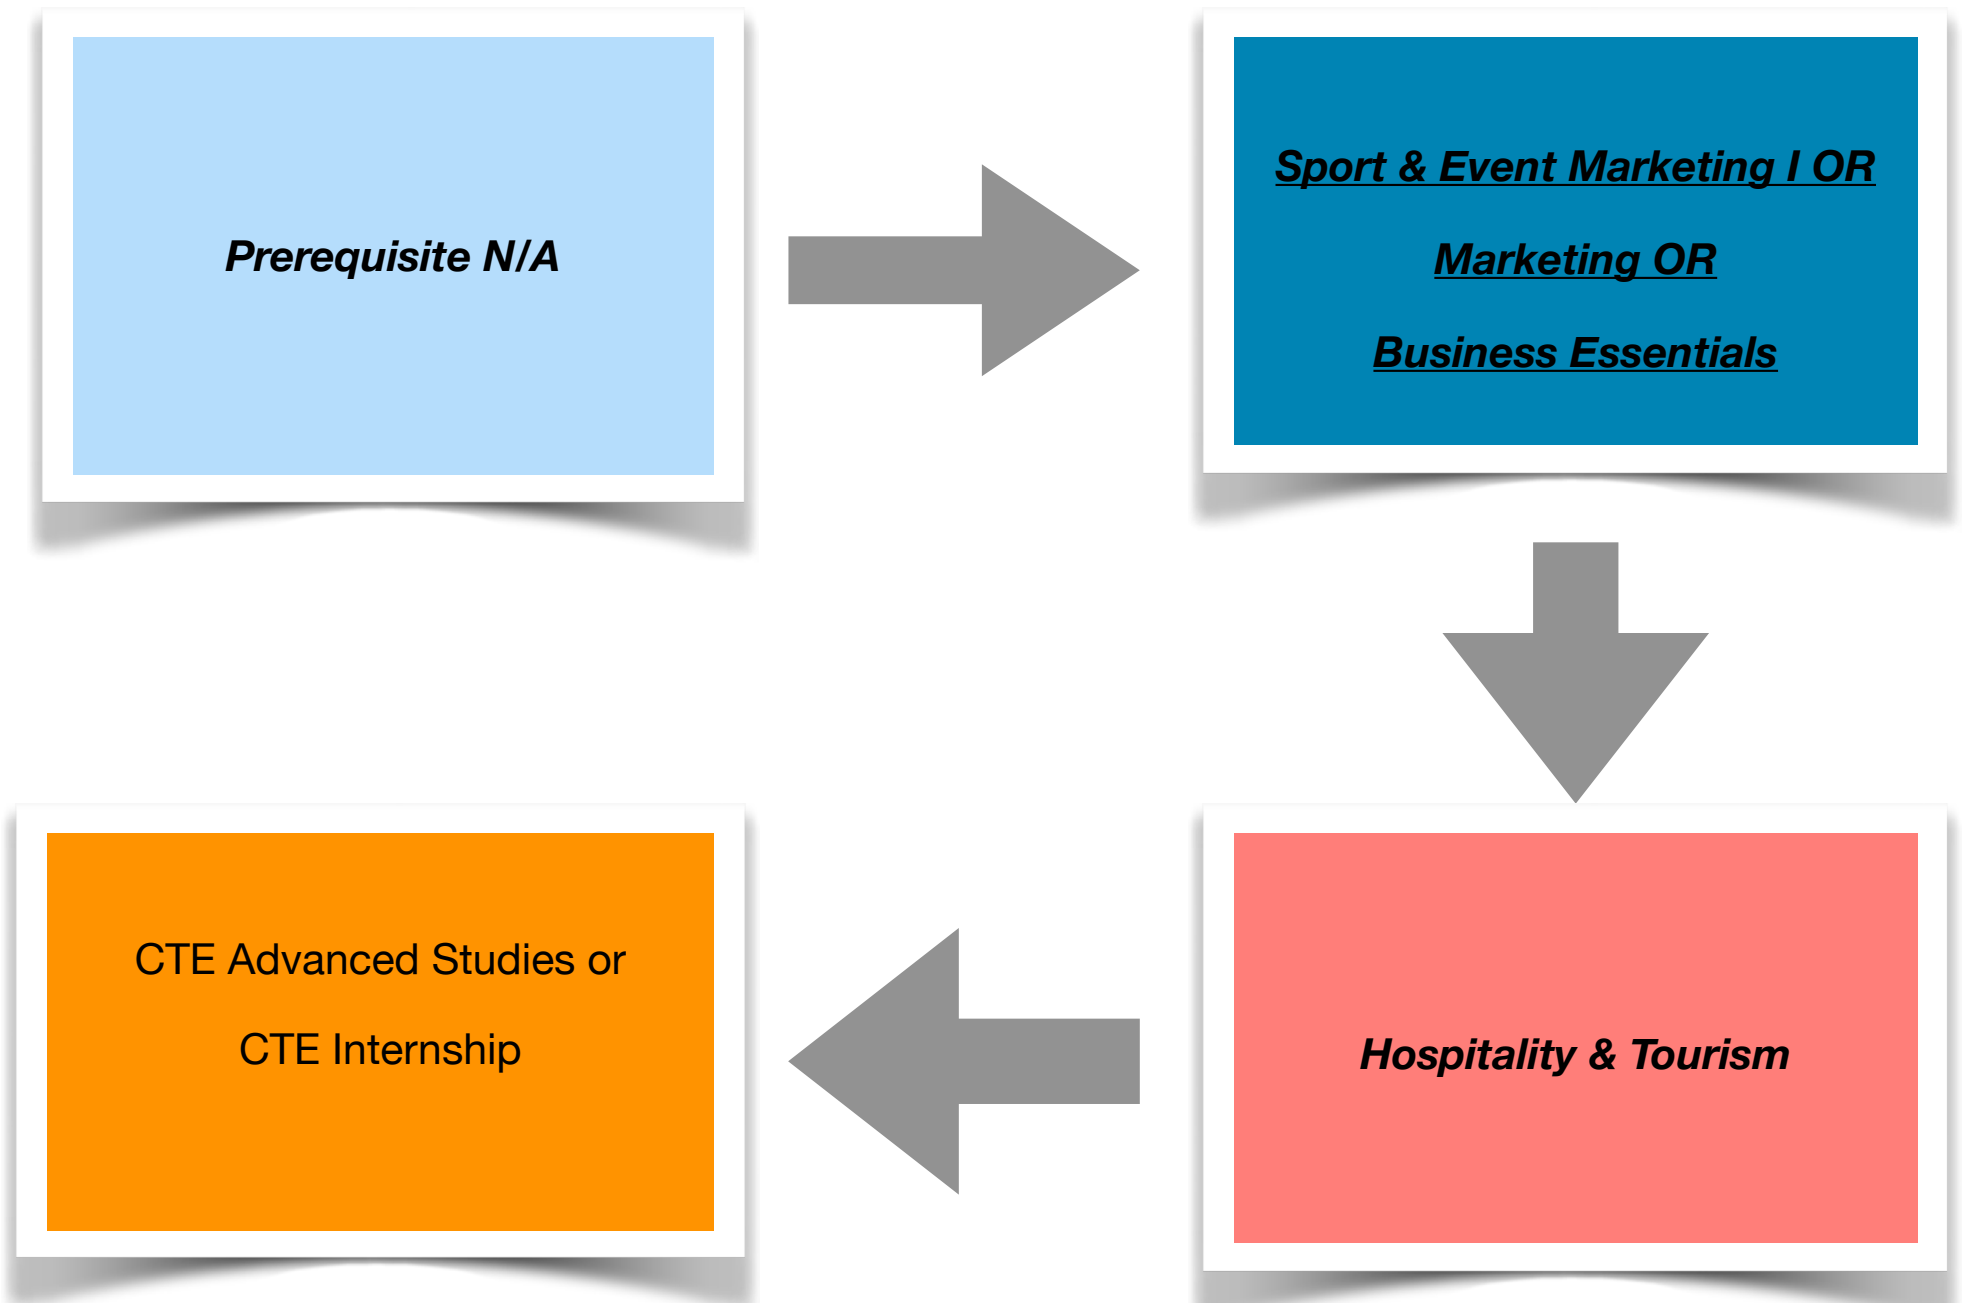 Prerequisite N/A
Sport & Event Marketing I OR
Marketing OR
Business Essentials
Hospitality & Tourism
CTE Advanced Studies or
CTE Internship